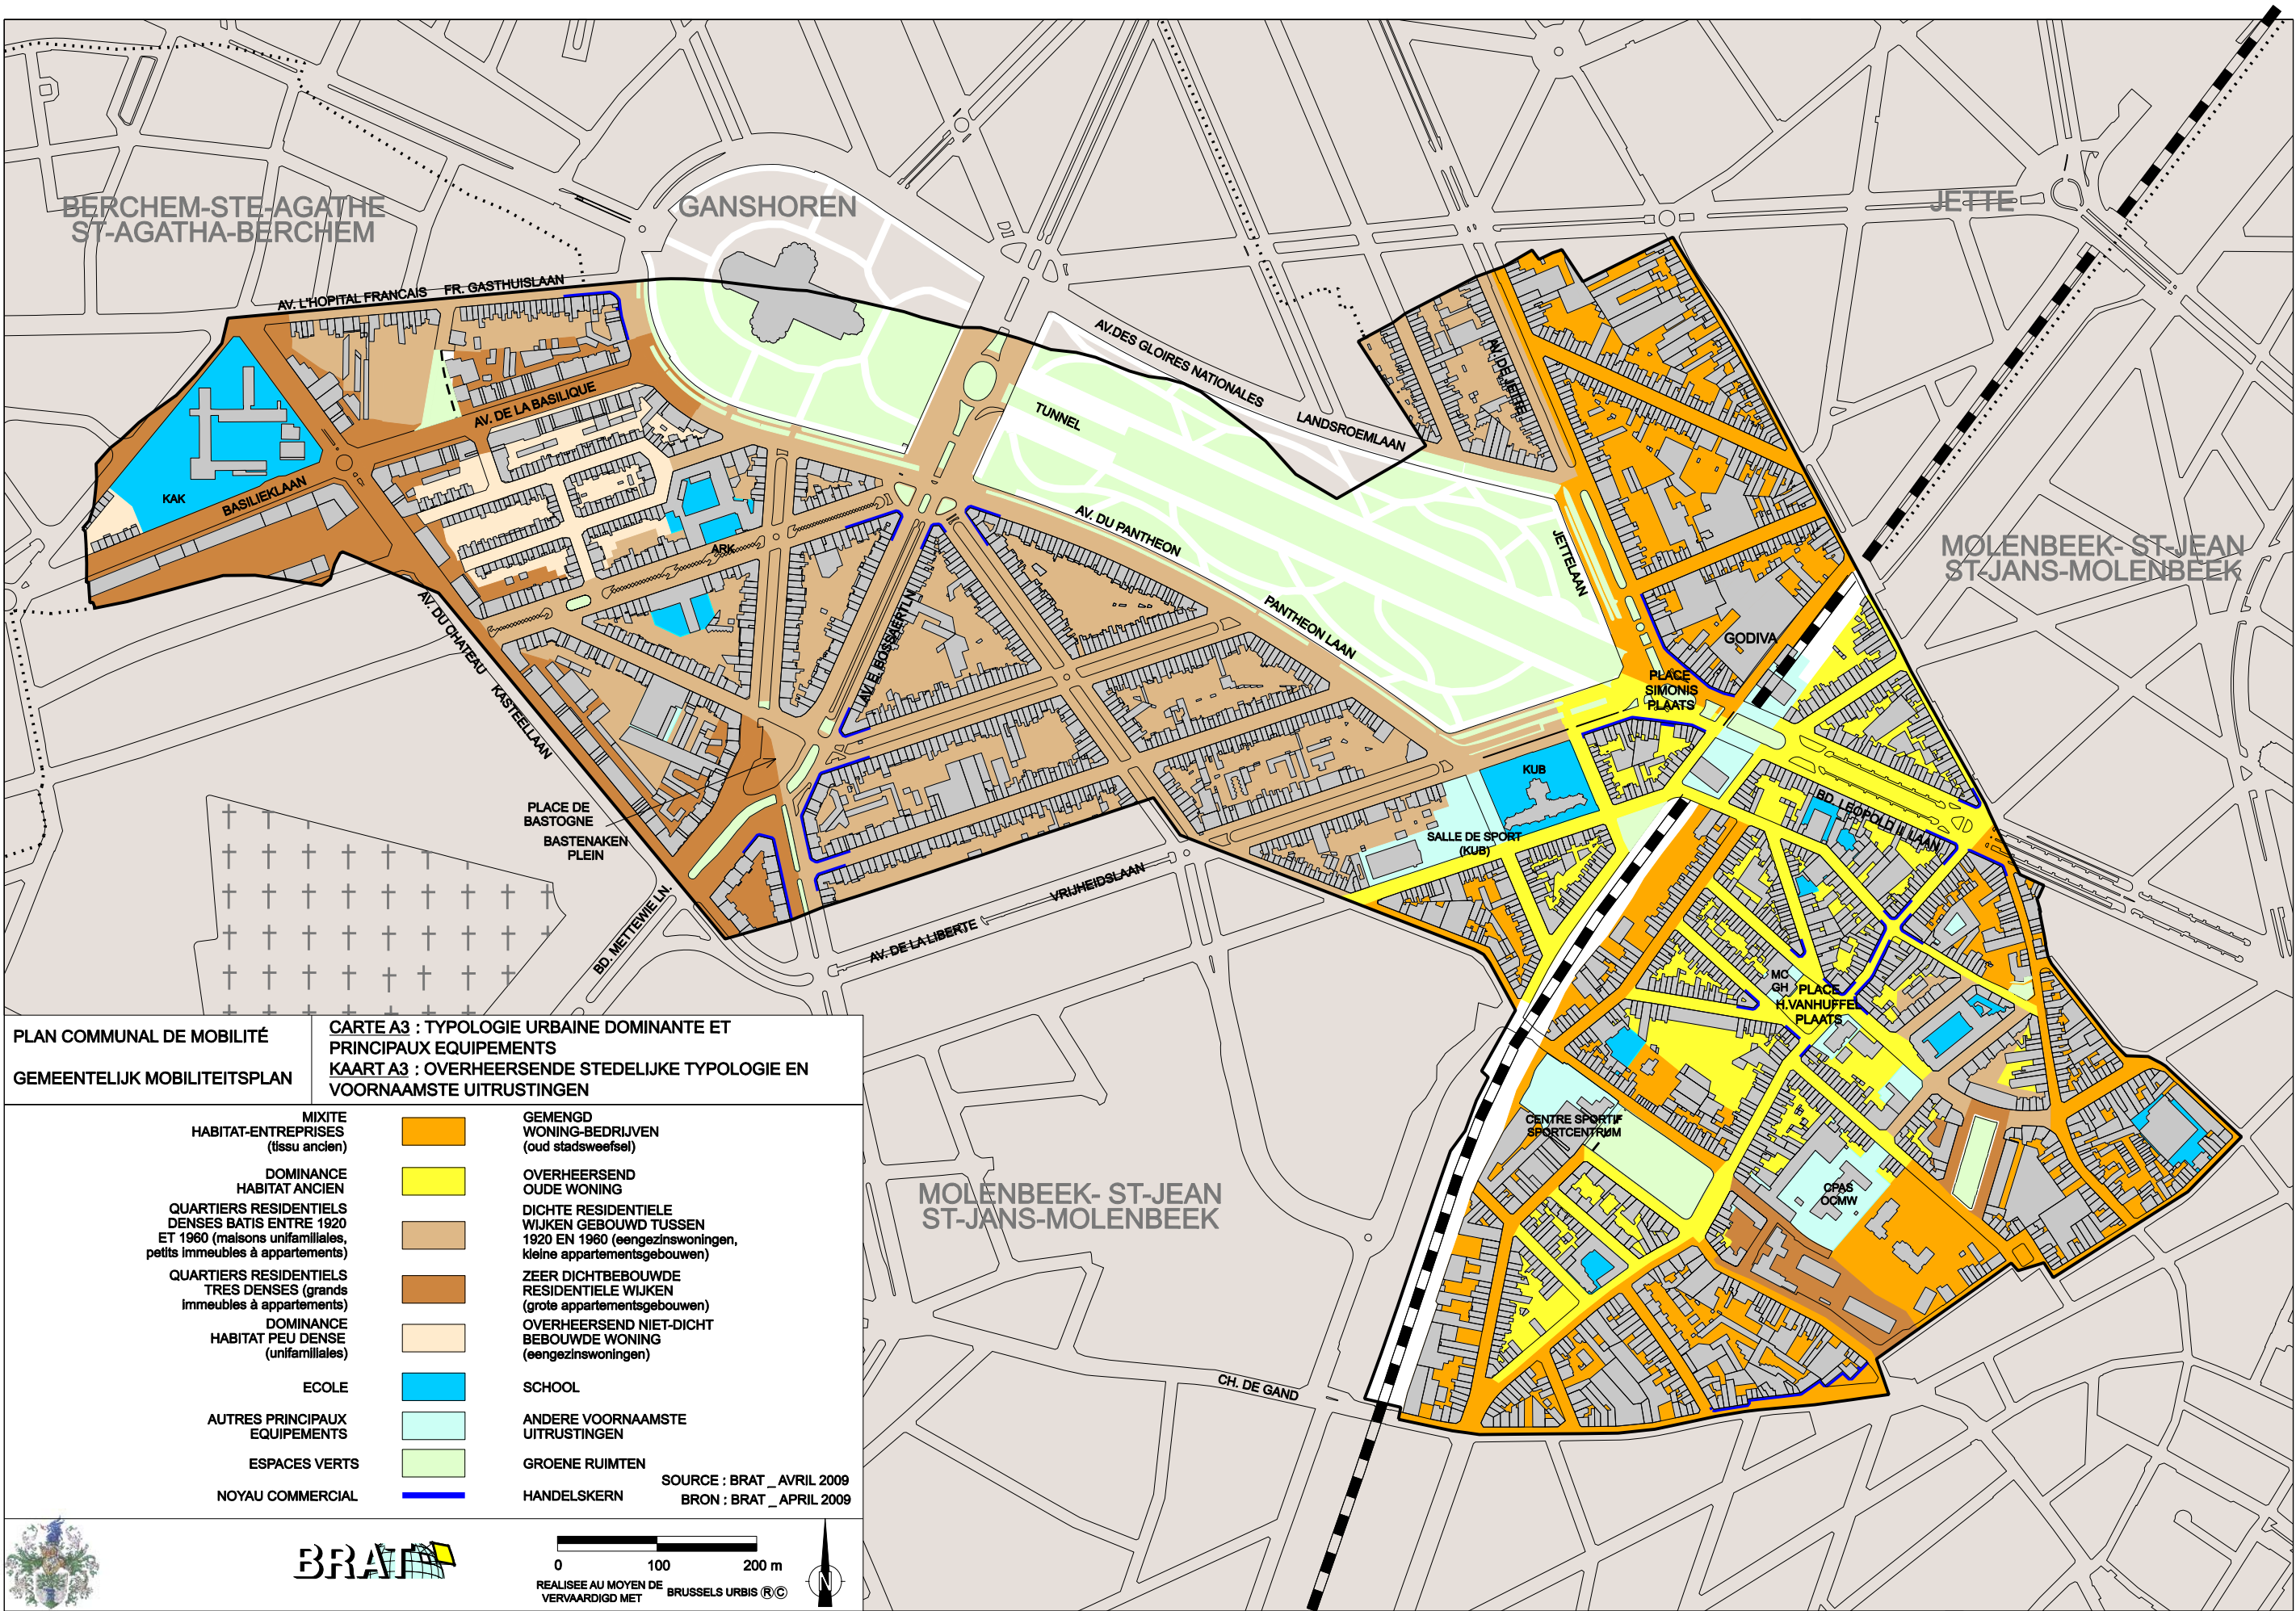 BERCHEM-STE-AGATHE
ST-AGATHA-BERCHEM
GANSHOREN
JETTE
AV. L'HOPITAL FRANCAIS FR. GASTHUISLAAN
AV.DES GLOIRES NATIONALES
LANDSROEMLAAN
AV. DE JETTE
TUNNEL
AV. DE LA BASILIQUE
KAK
BASILIEKLAAN
ARK
AV. DU PANTHEON
PANTHEON LAAN
JETTELAAN
MOLENBEEK- ST-JEAN
ST-JANS-MOLENBEEK
GODIVA
AV. DU CHATEAU
KASTEELLAAN
AV. E.BOSSAERTLN
PLACE
SIMONIS
PLAATS
KUB
BD. LEOPOLD II LAAN
PLACE DE
BASTOGNE
BASTENAKEN
PLEIN
SALLE DE SPORT
(KUB)
BD. METTEWIE LN.
AV. DE LA LIBERTE
VRIJHEIDSLAAN
MC
GH
PLACE
H.VANHUFFEL
PLAATS
CENTRE SPORTIF
SPORTCENTRUM
CPAS
OCMW
MOLENBEEK- ST-JEAN
ST-JANS-MOLENBEEK
CH. DE GAND
PLAN COMMUNAL DE MOBILITÉ
GEMEENTELIJK MOBILITEITSPLAN
CARTE A3 : TYPOLOGIE URBAINE DOMINANTE ET
PRINCIPAUX EQUIPEMENTS
KAART A3 : OVERHEERSENDE STEDELIJKE TYPOLOGIE EN
VOORNAAMSTE UITRUSTINGEN
MIXITE
HABITAT-ENTREPRISES
(tissu ancien)
GEMENGD
WONING-BEDRIJVEN
(oud stadsweefsel)
DOMINANCE
HABITAT ANCIEN
OVERHEERSEND
OUDE WONING
QUARTIERS RESIDENTIELS
DENSES BATIS ENTRE 1920
ET 1960 (maisons unifamiliales,
petits immeubles à appartements)
DICHTE RESIDENTIELE
WIJKEN GEBOUWD TUSSEN
1920 EN 1960 (eengezinswoningen,
kleine appartementsgebouwen)
QUARTIERS RESIDENTIELS
TRES DENSES (grands
immeubles à appartements)
ZEER DICHTBEBOUWDE
RESIDENTIELE WIJKEN
(grote appartementsgebouwen)
DOMINANCE
HABITAT PEU DENSE
(unifamiliales)
OVERHEERSEND NIET-DICHT
BEBOUWDE WONING
(eengezinswoningen)
ECOLE
SCHOOL
AUTRES PRINCIPAUX
EQUIPEMENTS
ANDERE VOORNAAMSTE
UITRUSTINGEN
ESPACES VERTS
GROENE RUIMTEN
NOYAU COMMERCIAL
HANDELSKERN
SOURCE : BRAT _ AVRIL 2009
BRON : BRAT _ APRIL 2009
BRAT
0 100 200 m
REALISEE AU MOYEN DE
VERVAARDIGD MET
BRUSSELS URBIS ®©
N